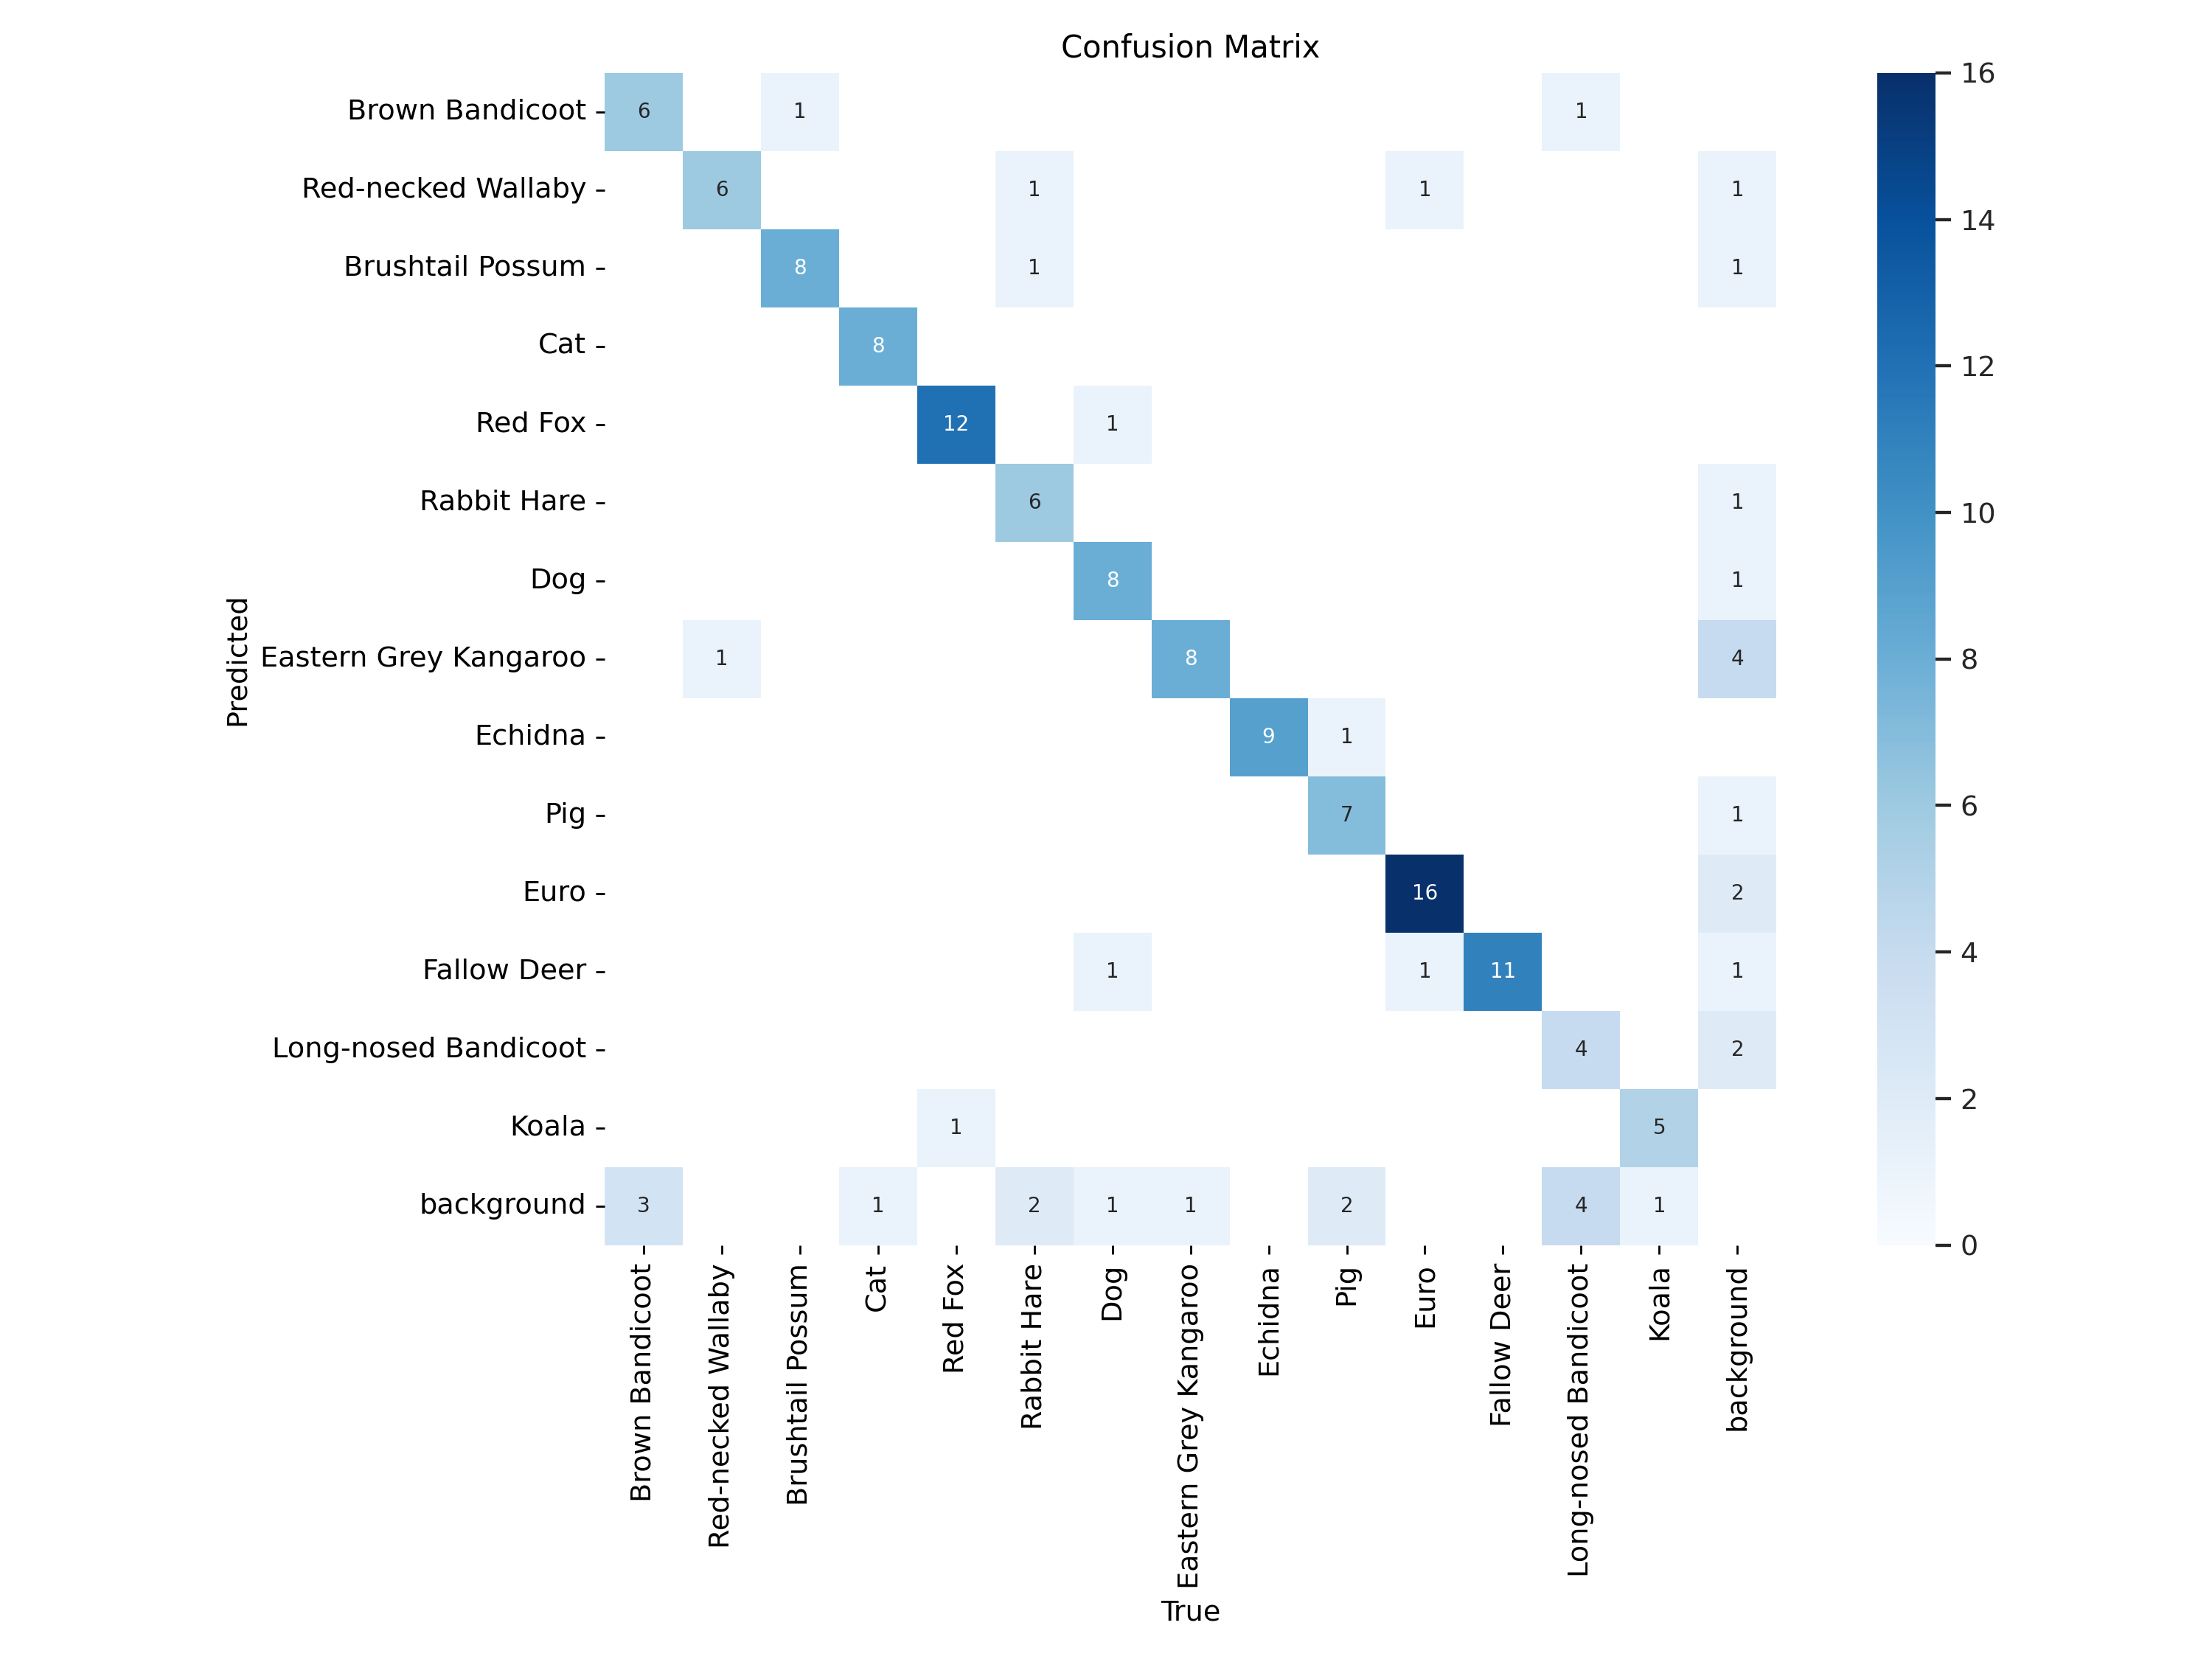 Confusion Matrix
Brown Bandicoot 6 1 1
Red-necked Wallaby 6 1 1 1
Brushtail Possum 8 1 1
Cat 8
Red Fox 12 1
Rabbit Hare 6 1
Dog 8 1
Eastern Grey Kangaroo 1 8 4
Echidna 9 1
Pig 7 1
Euro 16 2
Fallow Deer 1 1 11 1
Long-nosed Bandicoot 4 2
Koala 1 5
background 3 1 2 1 1 2 4 1
Predicted
Brown Bandicoot
Red-necked Wallaby
Brushtail Possum
Cat
Red Fox
Rabbit Hare
Dog
Eastern Grey Kangaroo
Echidna
Pig
Euro
Fallow Deer
Long-nosed Bandicoot
Koala
background
True
16
14
12
10
8
6
4
2
0